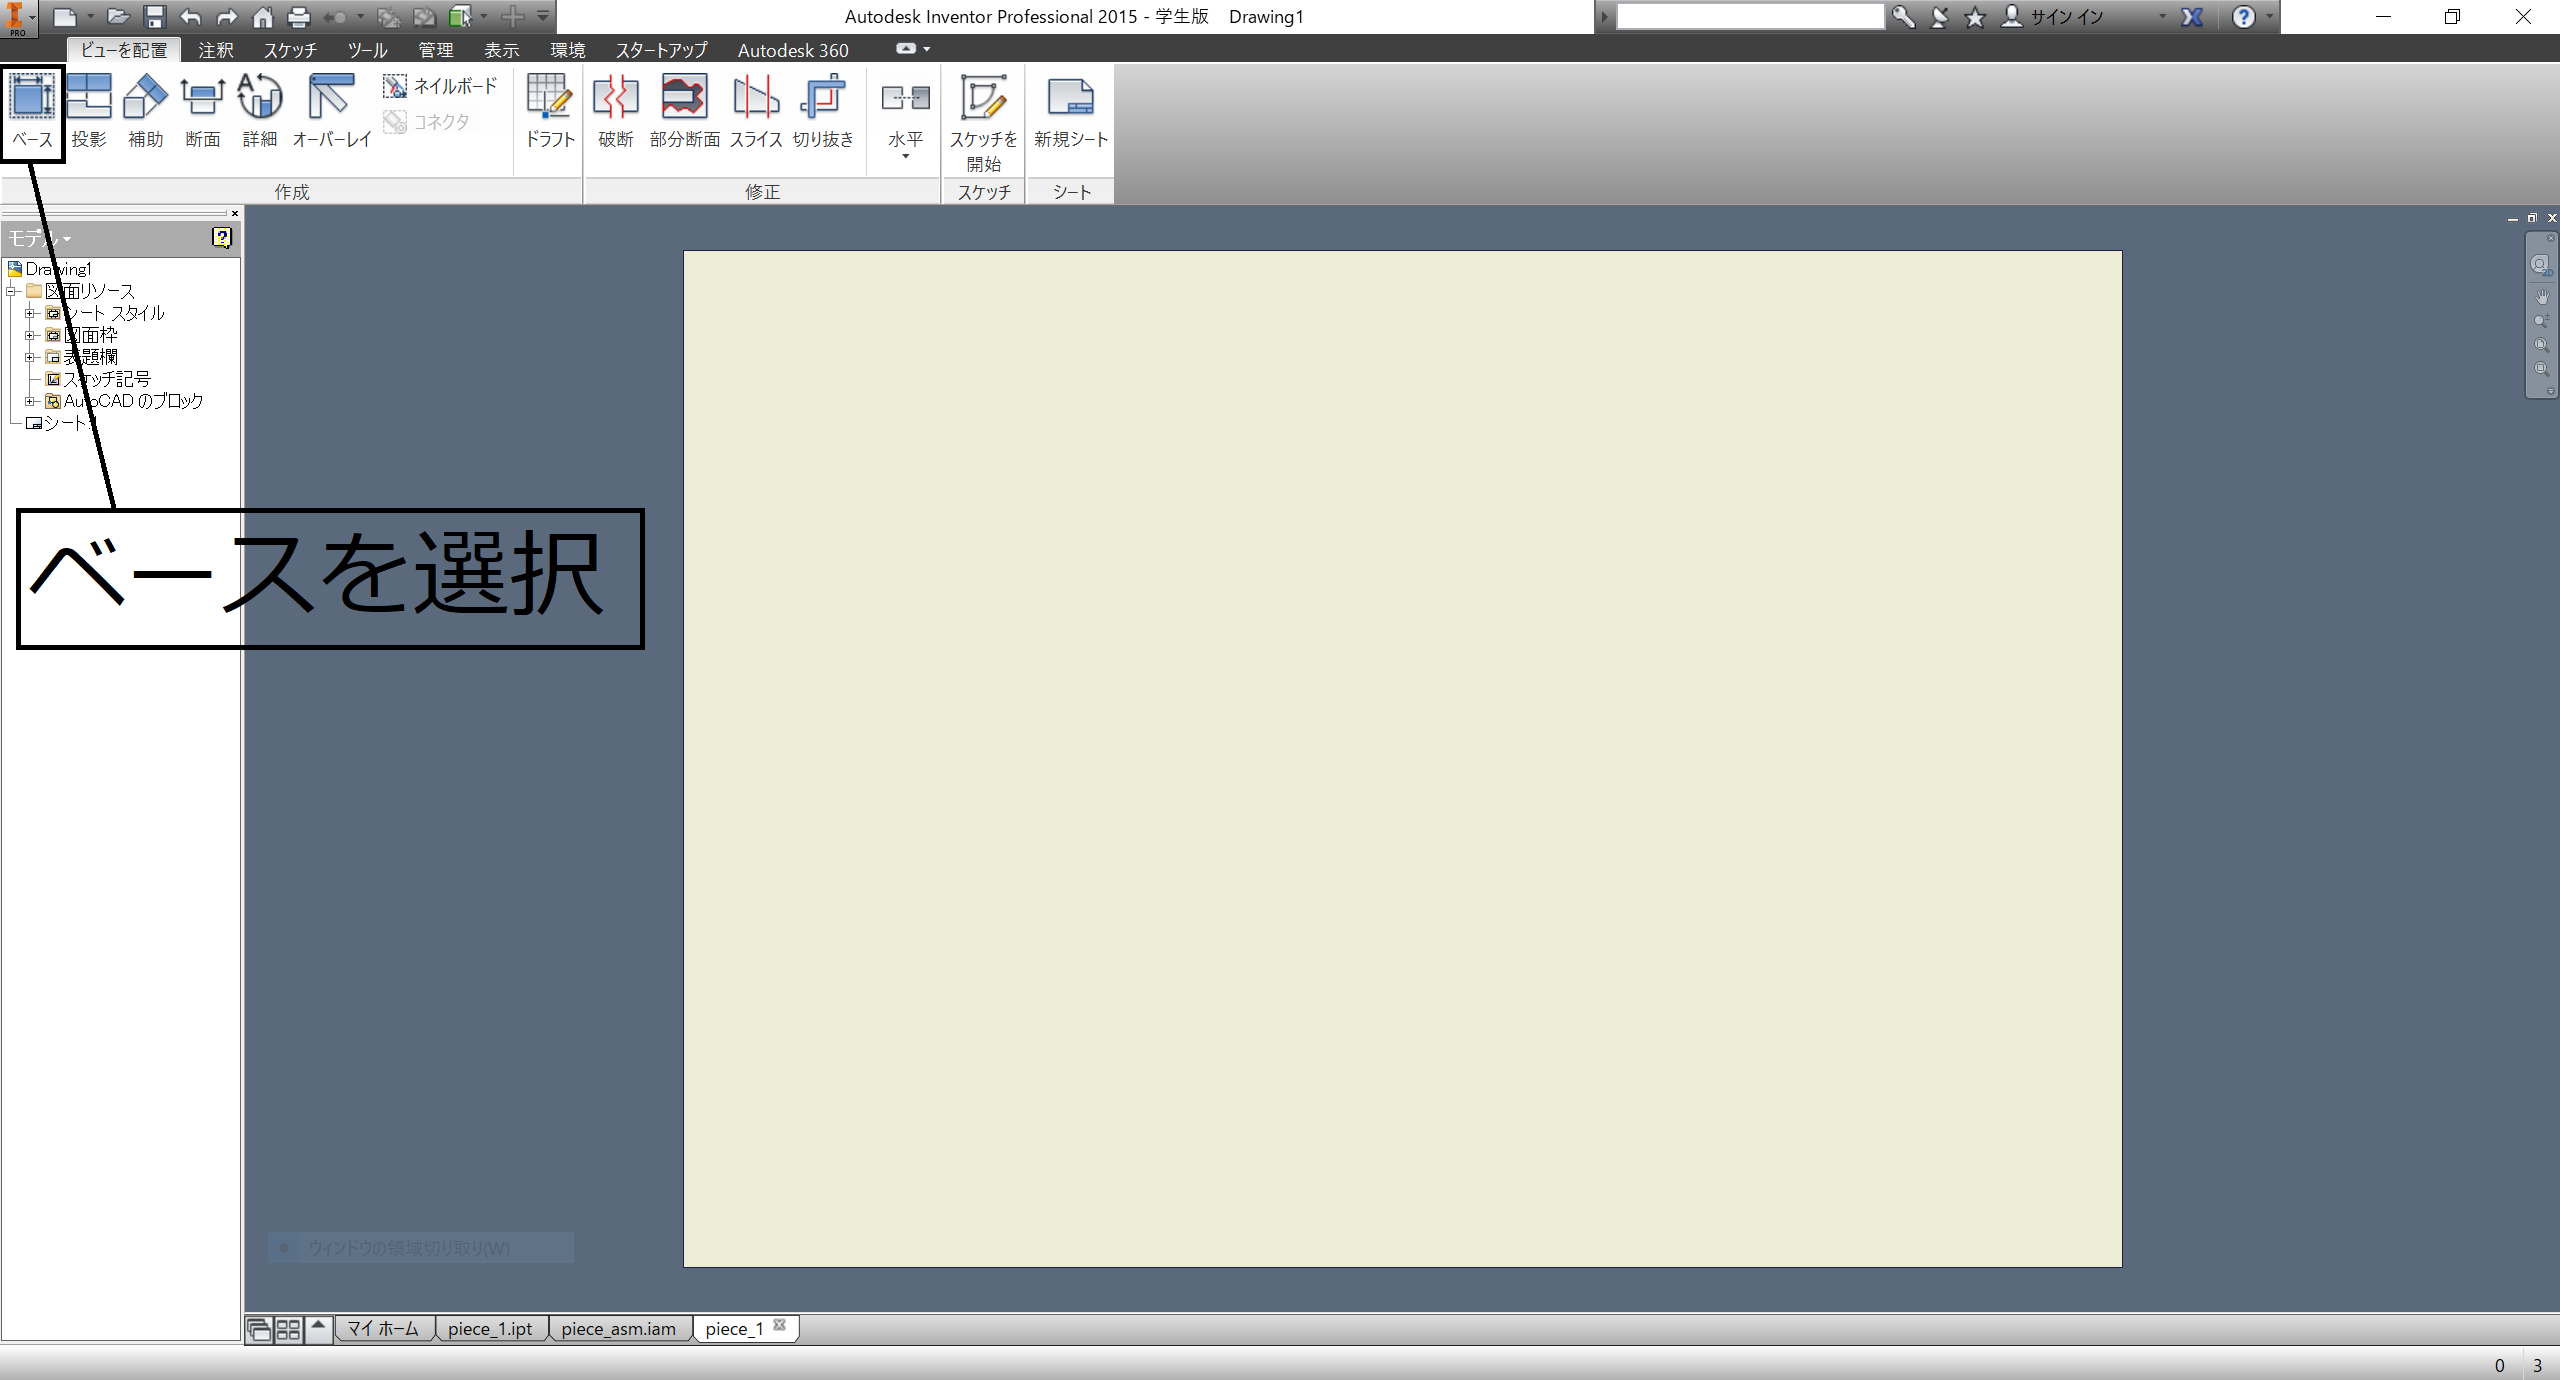 Autodesk Inventor Professional 2015 - 学生版 Drawing1
サイン イン
PRO
ビューを配置 注釈 スケッチ ツール 管理 表示 環境 スタートアップ Autodesk 360
ベース 投影 補助 断面 詳細 オーバーレイ
ネイルボード
コネクタ
ドラフト 破断 部分断面 スライス 切り抜き 水平 スケッチを 新規シート
開始
作成 修正 スケッチ シート
モデル
Drawing1
図面リソース
シート スタイル
図面枠
表題欄
スケッチ記号
AutoCAD のブロック
シート
ベースを選択
ウィンドウの領域切り取り(W)
マイ ホーム piece_1.ipt piece_asm.iam piece_1
0 3